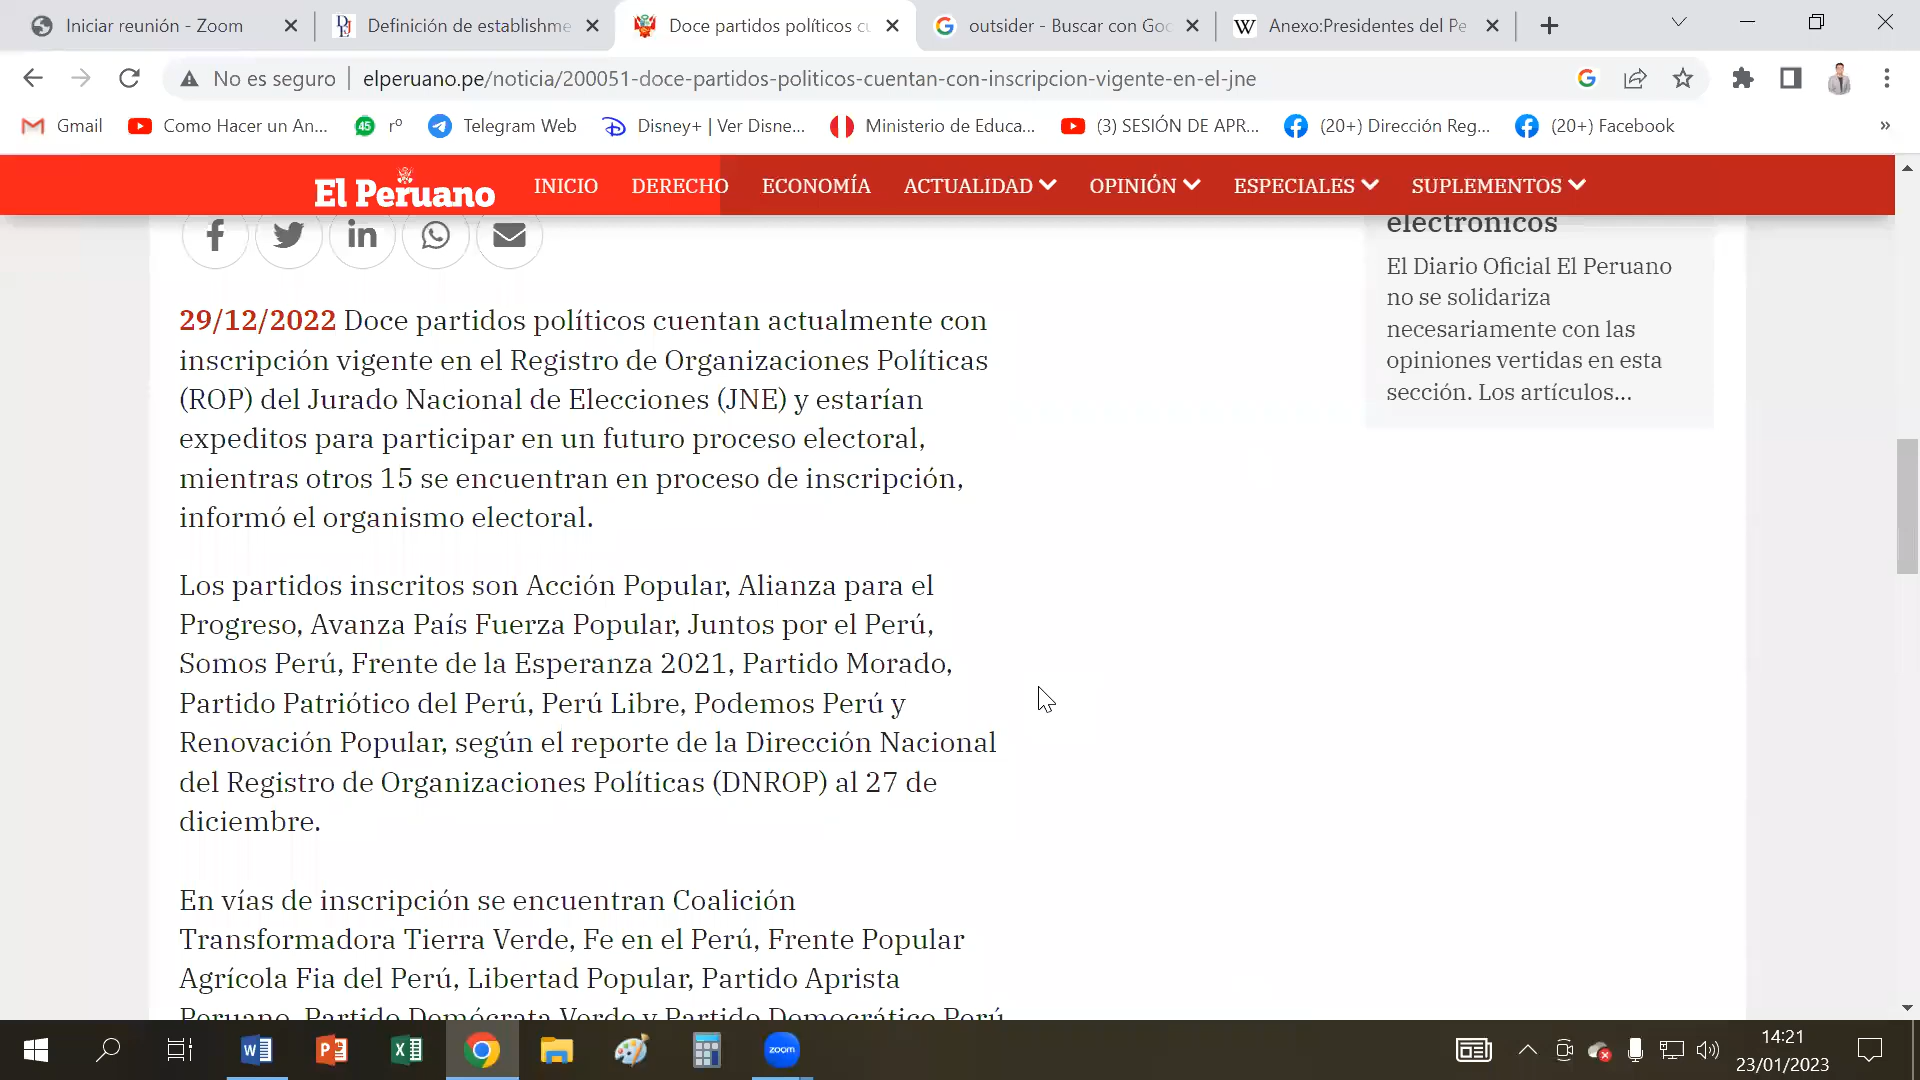 Iniciar reunión - Zoom
Definición de establishme
Doce partidos políticos cu
outsider - Buscar con Goo
Anexo:Presidentes del Pe
No es seguro
elperuano.pe/noticia/200051-doce-partidos-politicos-cuentan-con-inscripcion-vigente-en-el-jne
Gmail
Como Hacer un An...
45 r°
Telegram Web
Disney+ | Ver Disne...
Ministerio de Educa...
(3) SESIÓN DE APR...
(20+) Dirección Reg...
(20+) Facebook
»
El Peruano
INICIO
DERECHO
ECONOMÍA
ACTUALIDAD
OPINIÓN
ESPECIALES
SUPLEMENTOS
electrónicos
El Diario Oficial El Peruano
no se solidariza
necesariamente con las
opiniones vertidas en esta
sección. Los artículos...
29/12/2022 Doce partidos políticos cuentan actualmente con
inscripción vigente en el Registro de Organizaciones Políticas
(ROP) del Jurado Nacional de Elecciones (JNE) y estarían
expeditos para participar en un futuro proceso electoral,
mientras otros 15 se encuentran en proceso de inscripción,
informó el organismo electoral.
Los partidos inscritos son Acción Popular, Alianza para el
Progreso, Avanza País Fuerza Popular, Juntos por el Perú,
Somos Perú, Frente de la Esperanza 2021, Partido Morado,
Partido Patriótico del Perú, Perú Libre, Podemos Perú y
Renovación Popular, según el reporte de la Dirección Nacional
del Registro de Organizaciones Políticas (DNROP) al 27 de
diciembre.
En vías de inscripción se encuentran Coalición
Transformadora Tierra Verde, Fe en el Perú, Frente Popular
Agrícola Fia del Perú, Libertad Popular, Partido Aprista
Peruano, Partido Demócrata Verde y Partido Democrático Perú
zoom
14:21
23/01/2023